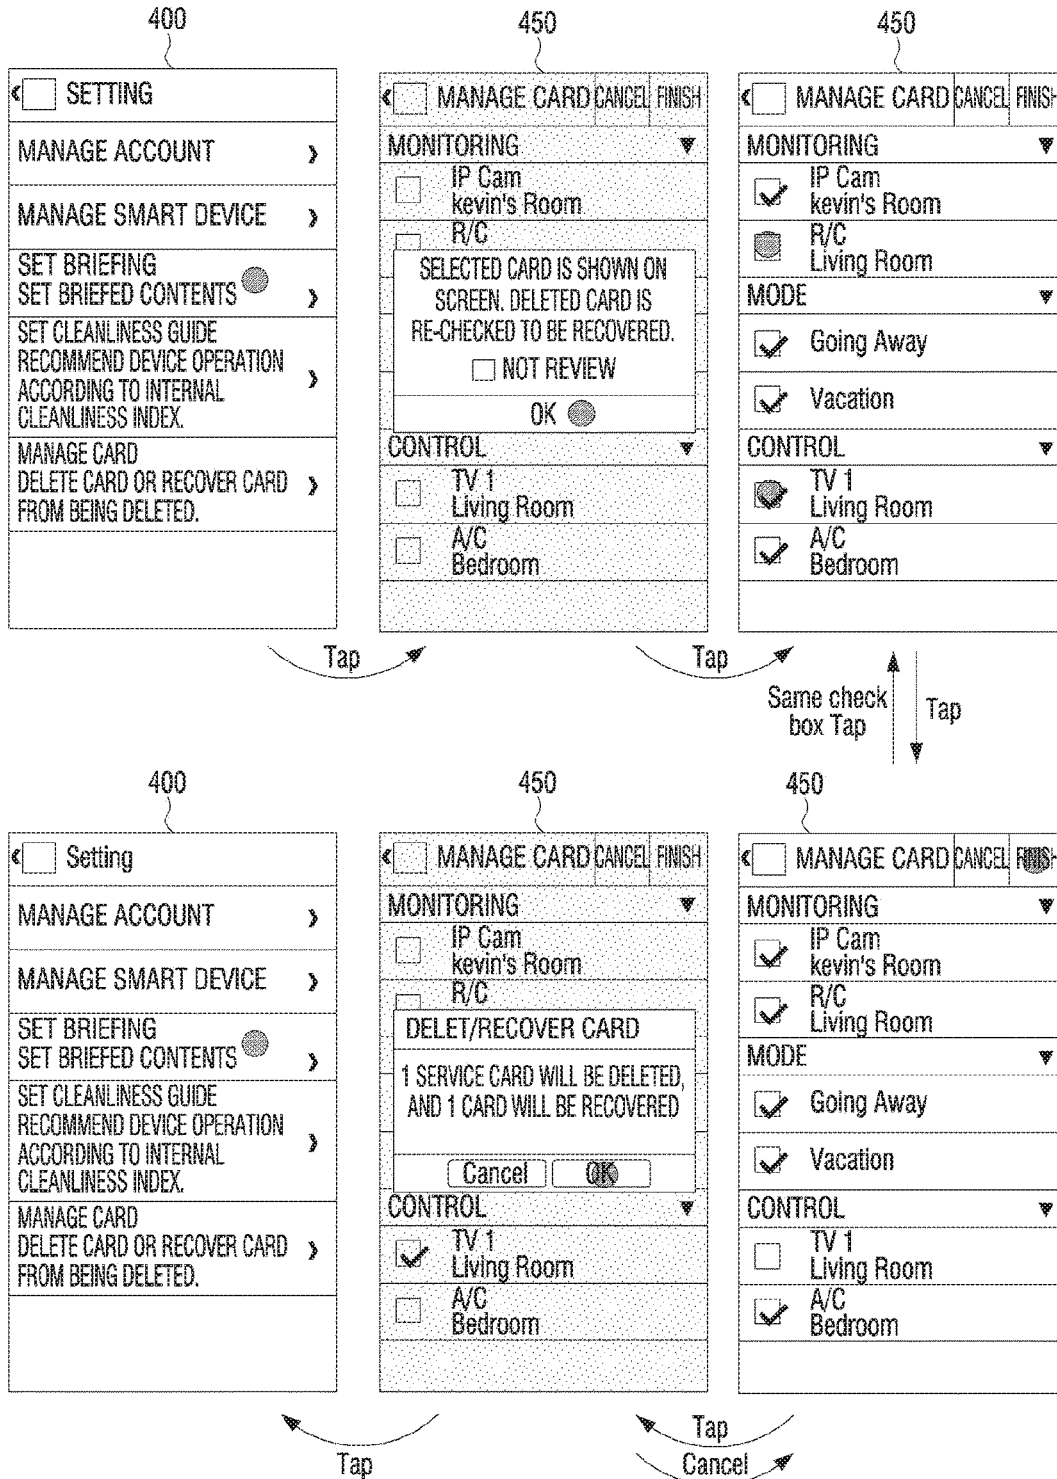 400
SETTING
MANAGE ACCOUNT
MANAGE SMART DEVICE
SET BRIEFING
SET BRIEFED CONTENTS
SET CLEANLINESS GUIDE
RECOMMEND DEVICE OPERATION
ACCORDING TO INTERNAL
CLEANLINESS INDEX.
MANAGE CARD
DELETE CARD OR RECOVER CARD
FROM BEING DELETED.
450
MANAGE CARD CANCEL FINISH
MONITORING
IP Cam
kevin's Room
R/C
SELECTED CARD IS SHOWN ON
SCREEN. DELETED CARD IS
RE-CHECKED TO BE RECOVERED.
NOT REVIEW
OK
CONTROL
TV 1
Living Room
A/C
Bedroom
450
MANAGE CARD CANCEL FINISH
MONITORING
IP Cam
kevin's Room
R/C
Living Room
MODE
Going Away
Vacation
CONTROL
TV 1
Living Room
A/C
Bedroom
Tap
Tap
Same check
box Tap
Tap
400
Setting
MANAGE ACCOUNT
MANAGE SMART DEVICE
SET BRIEFING
SET BRIEFED CONTENTS
SET CLEANLINESS GUIDE
RECOMMEND DEVICE OPERATION
ACCORDING TO INTERNAL
CLEANLINESS INDEX.
MANAGE CARD
DELETE CARD OR RECOVER CARD
FROM BEING DELETED.
450
MANAGE CARD CANCEL FINISH
MONITORING
IP Cam
kevin's Room
R/C
DELET/RECOVER CARD
1 SERVICE CARD WILL BE DELETED,
AND 1 CARD WILL BE RECOVERED
Cancel OK
CONTROL
TV 1
Living Room
A/C
Bedroom
450
MANAGE CARD CANCEL FINISH
MONITORING
IP Cam
kevin's Room
R/C
Living Room
MODE
Going Away
Vacation
CONTROL
TV 1
Living Room
A/C
Bedroom
Tap
Tap
Cancel